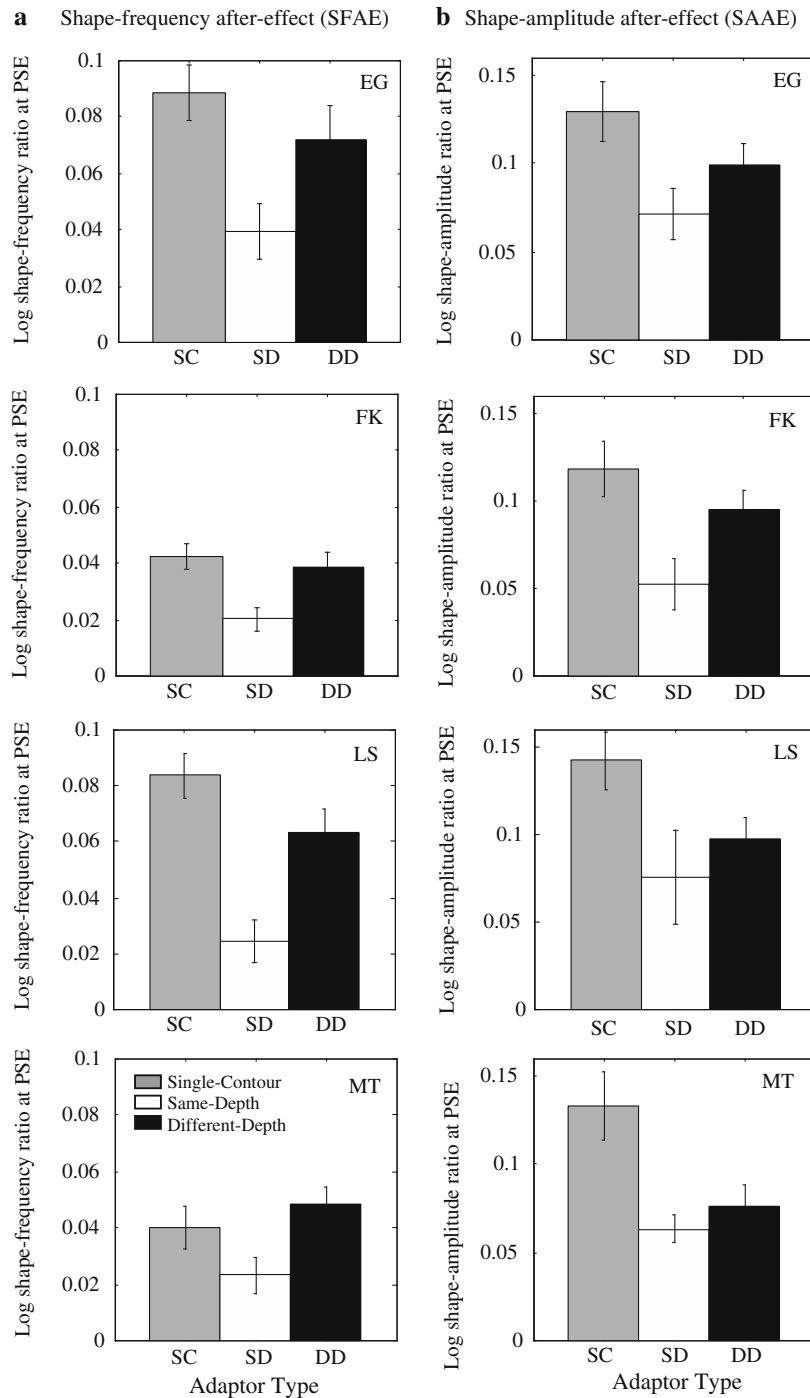 a Shape-frequency after-effect (SFAE)
b Shape-amplitude after-effect (SAAE)
Log shape-frequency ratio at PSE
0.1
0.08
0.06
0.04
0.02
0
EG
SC SD DD
Log shape-amplitude ratio at PSE
0.15
0.1
0.05
0
EG
SC SD DD
Log shape-frequency ratio at PSE
0.1
0.08
0.06
0.04
0.02
0
FK
SC SD DD
Log shape-amplitude ratio at PSE
0.15
0.1
0.05
0
FK
SC SD DD
Log shape-frequency ratio at PSE
0.1
0.08
0.06
0.04
0.02
0
LS
SC SD DD
Log shape-amplitude ratio at PSE
0.15
0.1
0.05
0
LS
SC SD DD
Log shape-frequency ratio at PSE
0.1
0.08
0.06
0.04
0.02
0
Single-Contour
Same-Depth
Different-Depth
MT
SC SD DD
Adaptor Type
Log shape-amplitude ratio at PSE
0.15
0.1
0.05
0
MT
SC SD DD
Adaptor Type